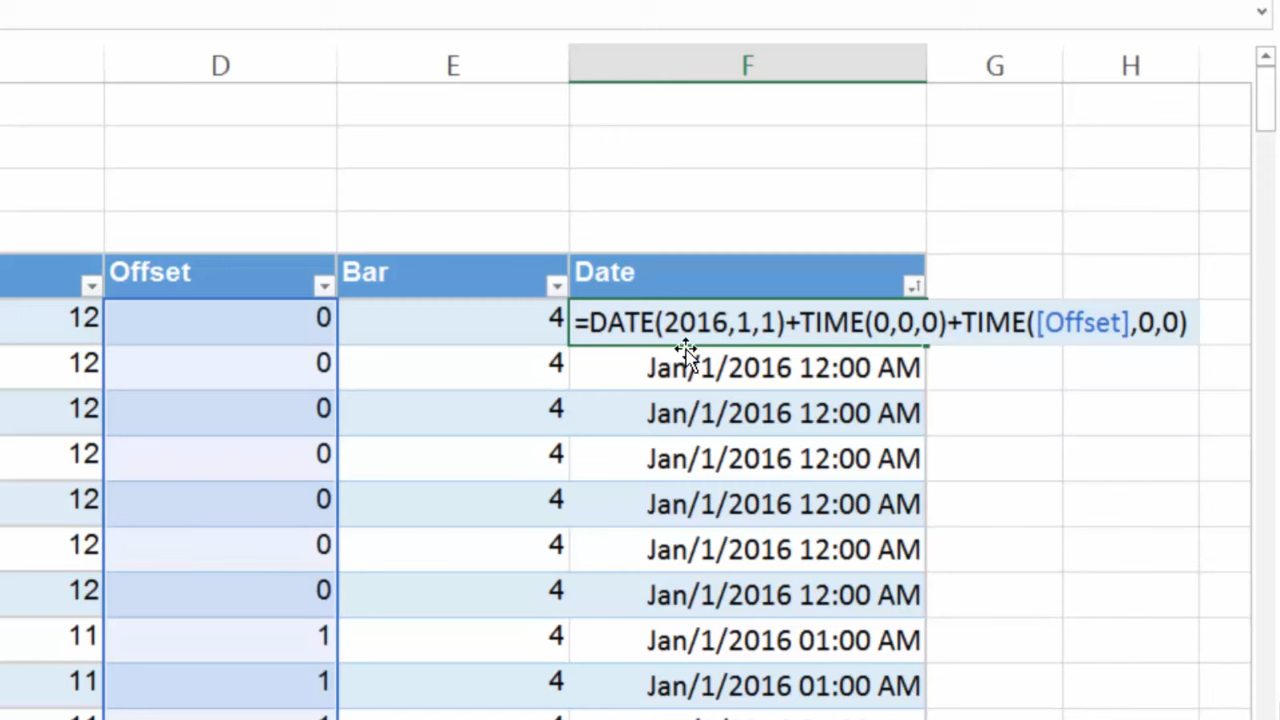 D E F G H
Offset Bar Date
12 0 4 =DATE(2016,1,1)+TIME(0,0,0)+TIME([Offset],0,0)
12 0 4 Jan/1/2016 12:00 AM
12 0 4 Jan/1/2016 12:00 AM
12 0 4 Jan/1/2016 12:00 AM
12 0 4 Jan/1/2016 12:00 AM
12 0 4 Jan/1/2016 12:00 AM
12 0 4 Jan/1/2016 12:00 AM
11 1 4 Jan/1/2016 01:00 AM
11 1 4 Jan/1/2016 01:00 AM